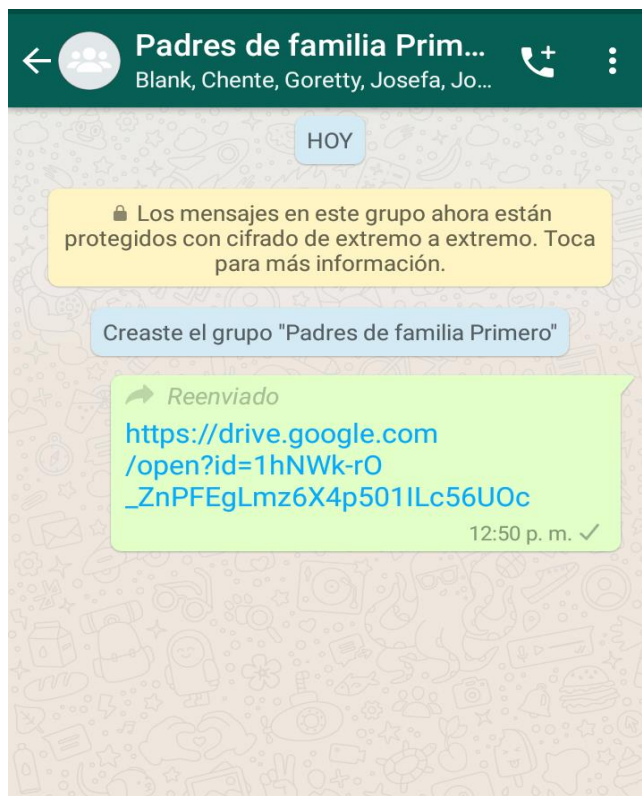 Padres de familia Prim...
Blank, Chente, Goretty, Josefa, Jo...
HOY
Los mensajes en este grupo ahora están
protegidos con cifrado de extremo a extremo. Toca
para más información.
Creaste el grupo "Padres de familia Primero"
Reenviado
https://drive.google.com
/open?id=1hNWk-rO
_ZnPFEgLmz6X4p501ILc56UOc
12:50 p. m.